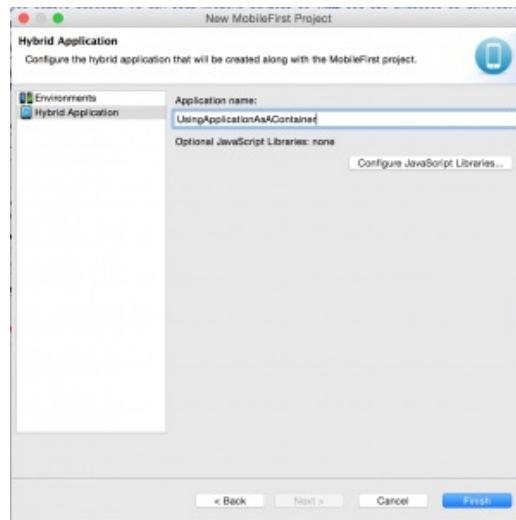 New MobileFirst Project
Hybrid Application
Configure the hybrid application that will be created along with the MobileFirst project.
Environments
Hybrid Application
Application name:
UsingApplicationAsAContainer
Optional JavaScript Libraries: none
Configure JavaScript Libraries...
< Back
Next >
Cancel
Finish